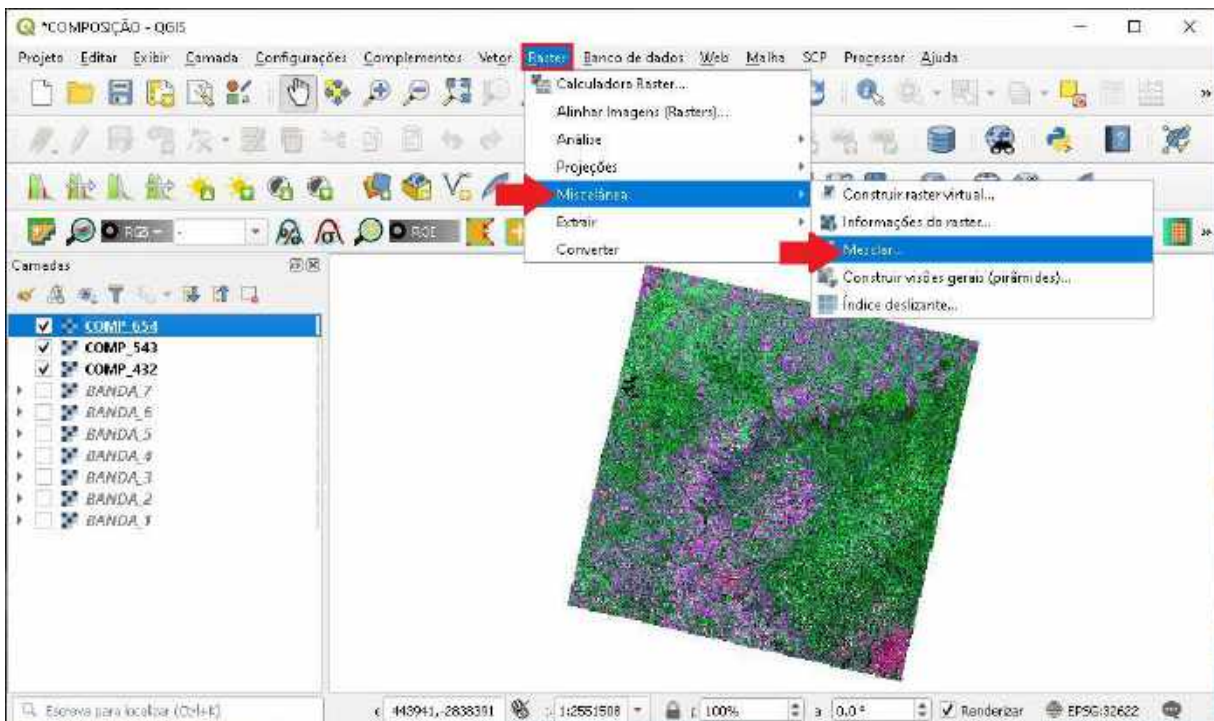 *COMPOSIÇÃO - QGIS
Projeto Editar Exibir Camada Configurações Complementos Vetor Raster Banco de dados Web Malha SCP Processar Ajuda
Calculadora Raster...
Alinhar Imagens (Rasters)...
Análise
Projeções
Miscelânea
Extrair
Converter
Construir raster virtual...
Informações do raster...
Mesclar...
Construir visões gerais (pirâmides)...
Índice deslizante...
RGB = -
Camadas
COMP_654
COMP_543
COMP_432
BANDA_7
BANDA_6
BANDA_5
BANDA_4
BANDA_3
BANDA_2
BANDA_1
Escreva para localizar (Ctrl+K) 443941,-2838391 1:2551508 100% 0.0 ° Renderizar EPSG:32622